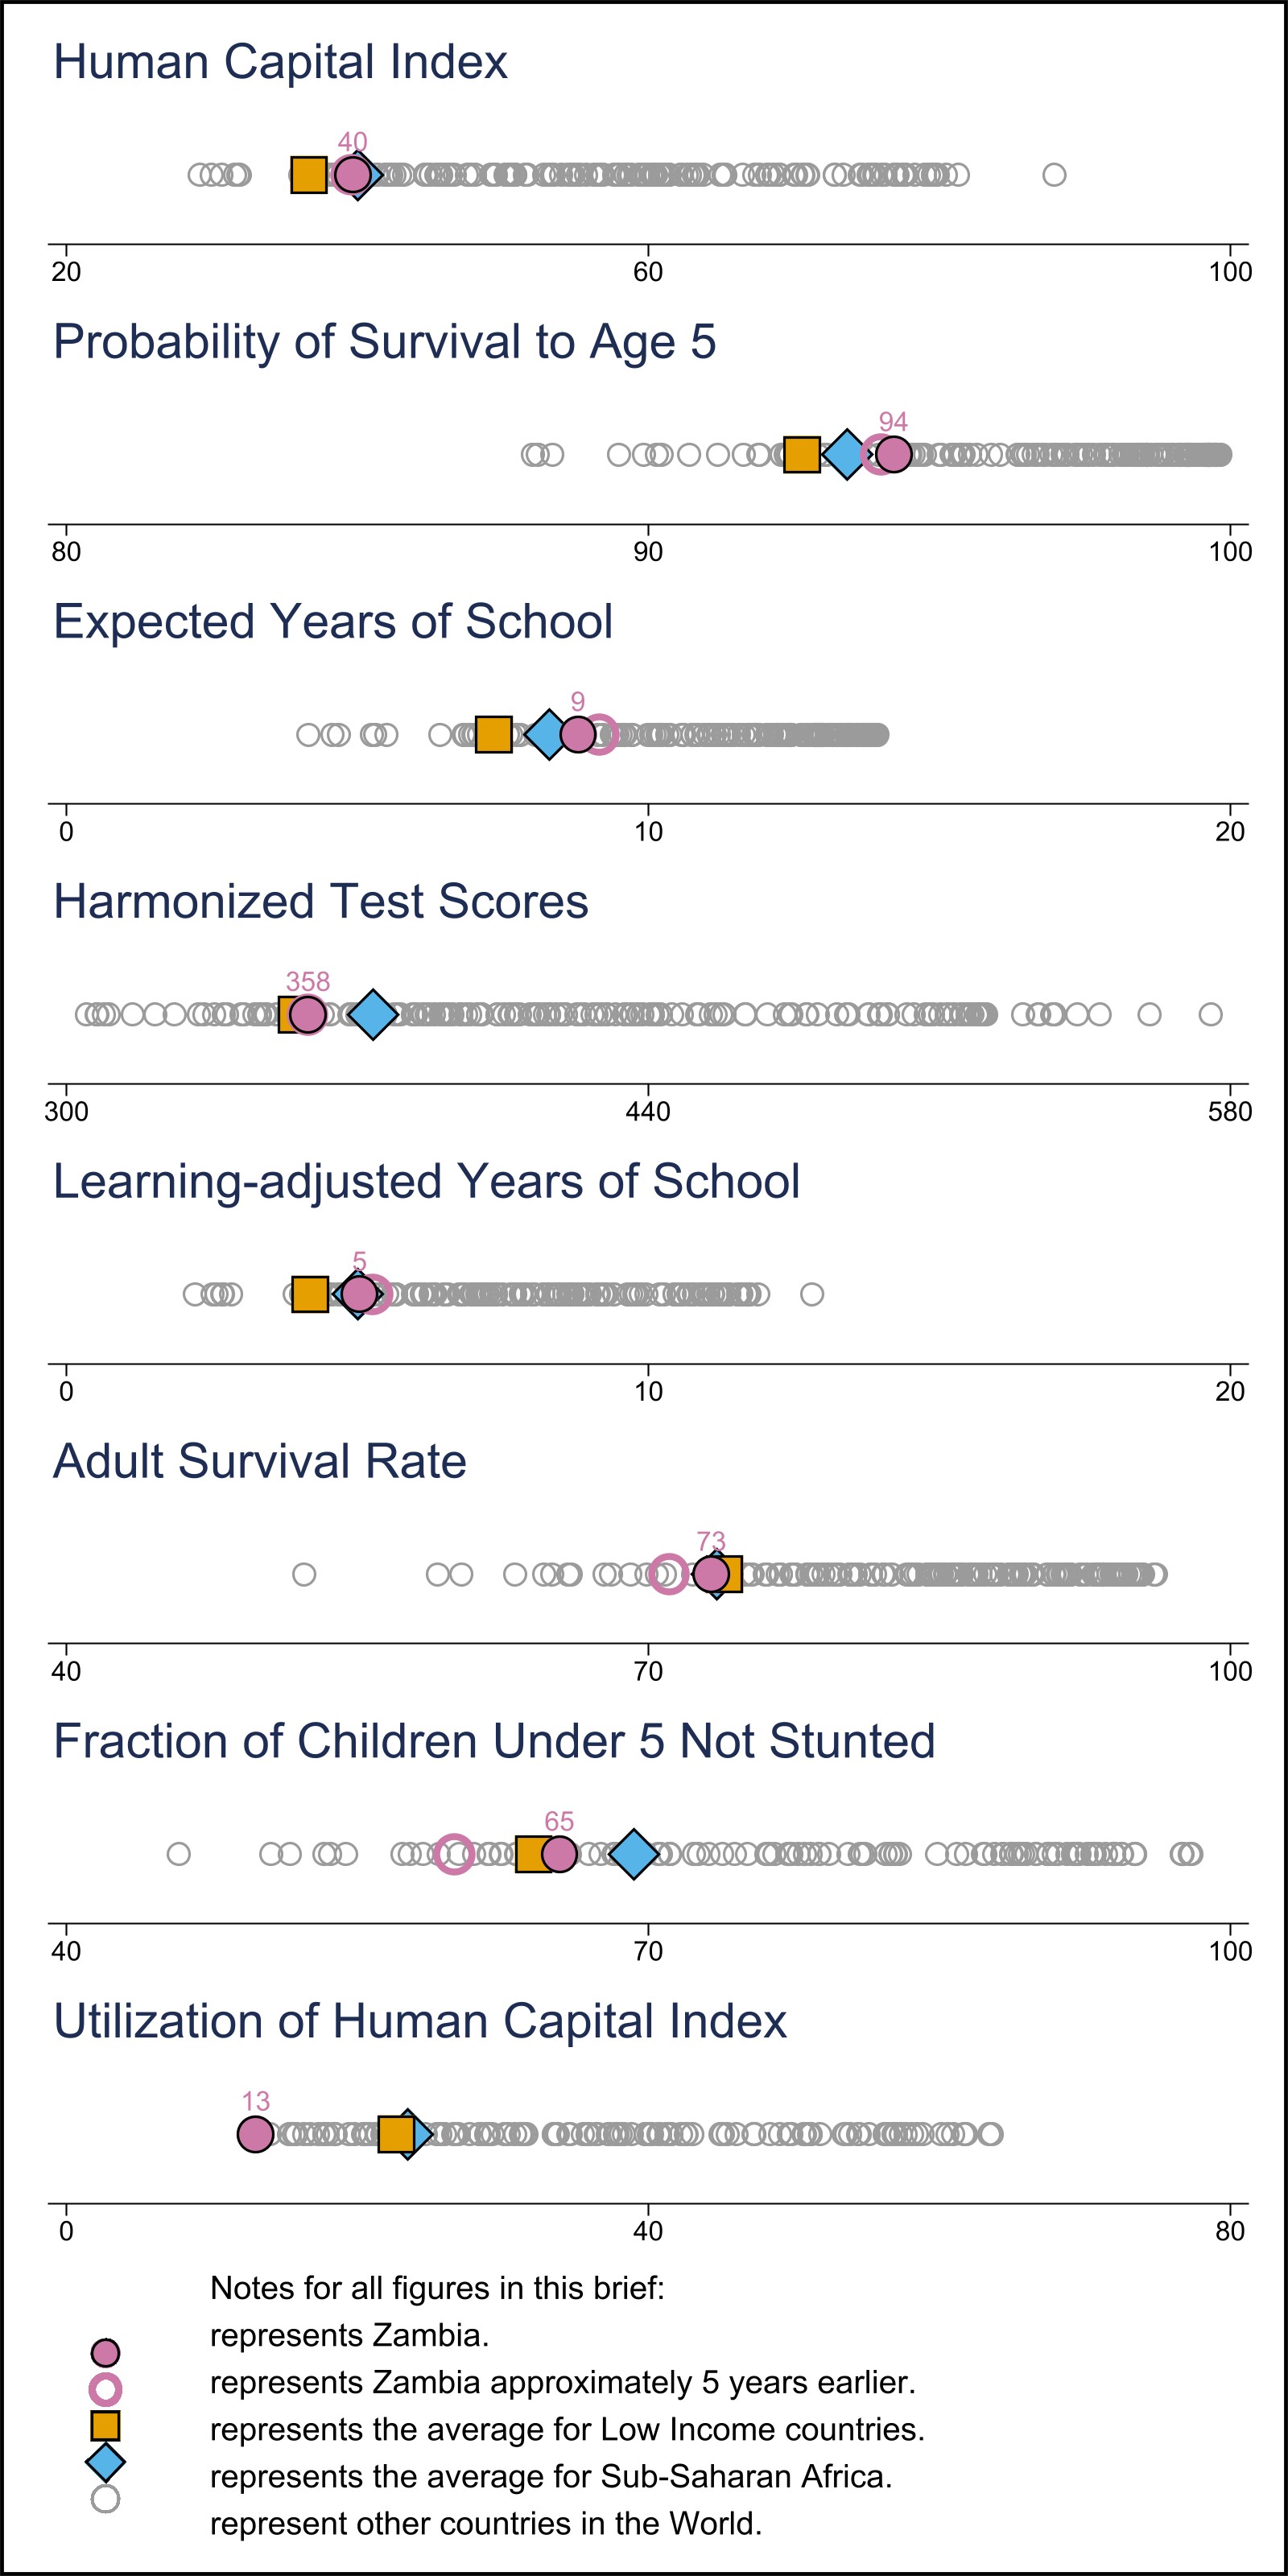 Human Capital Index
40
20 60 100
Probability of Survival to Age 5
94
80 90 100
Expected Years of School
9
0 10 20
Harmonized Test Scores
358
300 440 580
Learning-adjusted Years of School
5
0 10 20
Adult Survival Rate
73
40 70 100
Fraction of Children Under 5 Not Stunted
65
40 70 100
Utilization of Human Capital Index
13
0 40 80
Notes for all figures in this brief:
represents Zambia.
represents Zambia approximately 5 years earlier.
represents the average for Low Income countries.
represents the average for Sub-Saharan Africa.
represent other countries in the World.